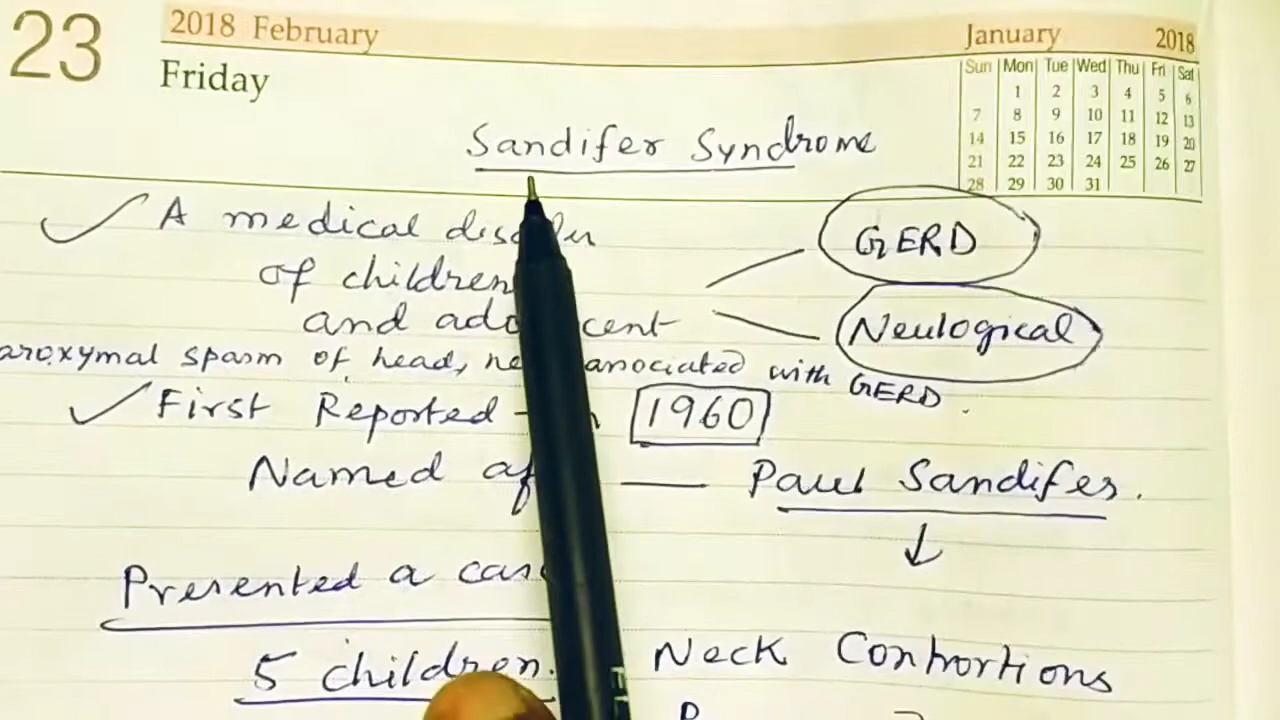 23
2018 February
Friday
January 2018
Sun Mon Tue Wed Thu Fri Sat
1 2 3 4 5 6
7 8 9 10 11 12 13
14 15 16 17 18 19 20
21 22 23 24 25 26 27
28 29 30 31
Sandifer Syndrome
A medical
of children
GERD
and
Neulogical
spasm of head, associated with GERD.
First Reported 1960
Named Paul Sandifes.
↓
Presented a
5 children. Neck Contortions